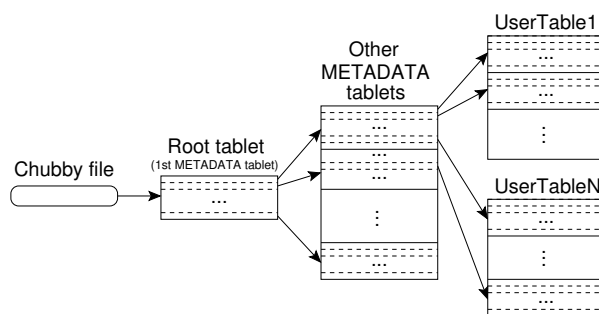 UserTable1
...
...
⋮
Other
METADATA
tablets
...
...
...
⋮
...
Root tablet
(1st METADATA tablet)
...
Chubby file
UserTableN
...
⋮
...